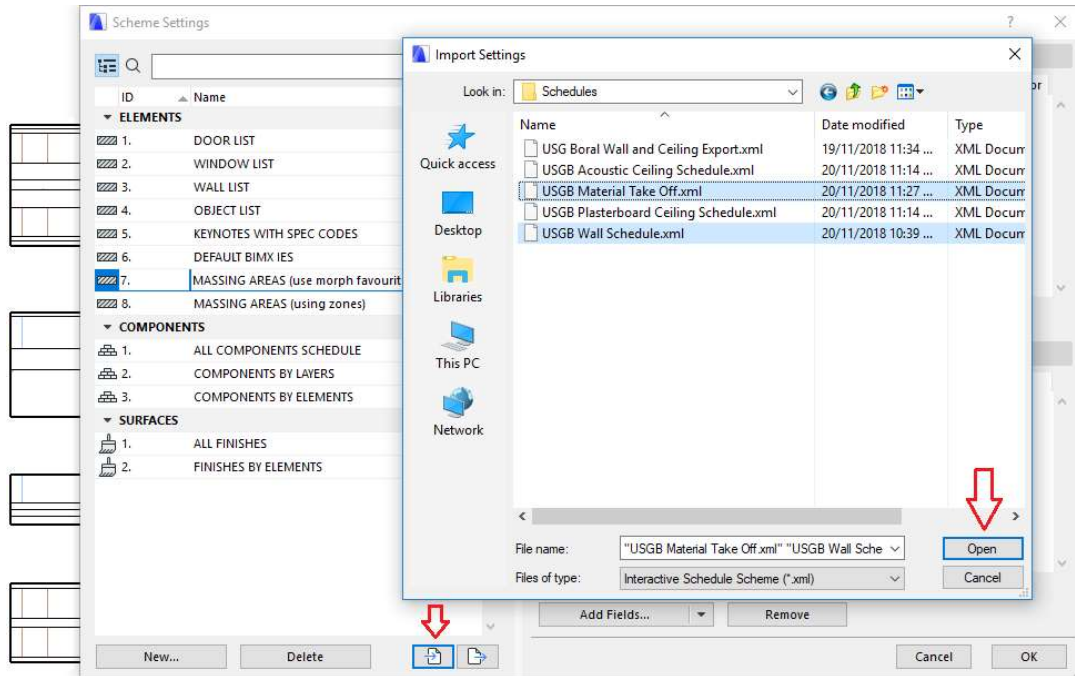 Scheme Settings
?
Import Settings
Look in:
Schedules
or
ID
Name
ELEMENTS
1. DOOR LIST
2. WINDOW LIST
3. WALL LIST
4. OBJECT LIST
5. KEYNOTES WITH SPEC CODES
6. DEFAULT BIMX IES
7. MASSING AREAS (use morph favourit
8. MASSING AREAS (using zones)
COMPONENTS
1. ALL COMPONENTS SCHEDULE
2. COMPONENTS BY LAYERS
3. COMPONENTS BY ELEMENTS
SURFACES
1. ALL FINISHES
2. FINISHES BY ELEMENTS
Quick access
Desktop
Libraries
This PC
Network
Name Date modified Type
USG Boral Wall and Ceiling Export.xml 19/11/2018 11:34 ... XML Docum
USGB Acoustic Ceiling Schedule.xml 20/11/2018 11:14 ... XML Docum
USGB Material Take Off.xml 20/11/2018 11:27 ... XML Docum
USGB Plasterboard Ceiling Schedule.xml 20/11/2018 11:14 ... XML Docum
USGB Wall Schedule.xml 20/11/2018 10:39 ... XML Docum
File name: "USGB Material Take Off.xml" "USGB Wall Sche
Open
Files of type: Interactive Schedule Scheme (*.xml)
Cancel
Add Fields...
Remove
New...
Delete
Cancel
OK